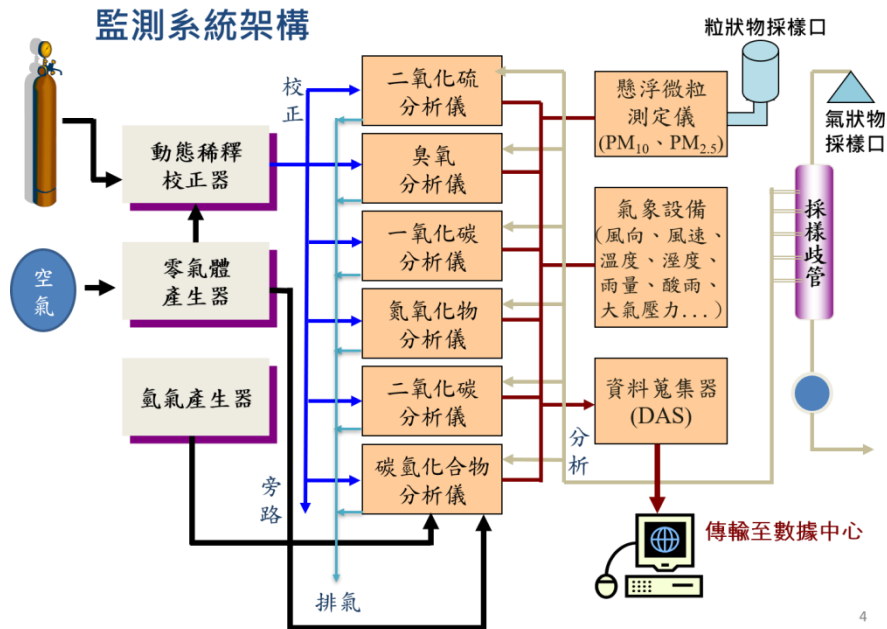 監測系統架構
粒狀物採樣口
氣狀物
採樣口
校正
二氧化硫
分析儀
懸浮微粒
測定儀
(PM10、PM2.5)
動態稀釋
校正器
臭氧
分析儀
採樣歧管
空氣
零氣體
產生器
一氧化碳
分析儀
氣象設備
(風向、風速、
溫度、溼度、
雨量、酸雨、
大氣壓力...)
氮氧化物
分析儀
氫氣產生器
二氧化碳
分析儀
資料蒐集器
(DAS)
分析
旁路
碳氫化合物
分析儀
傳輸至數據中心
排氣
4